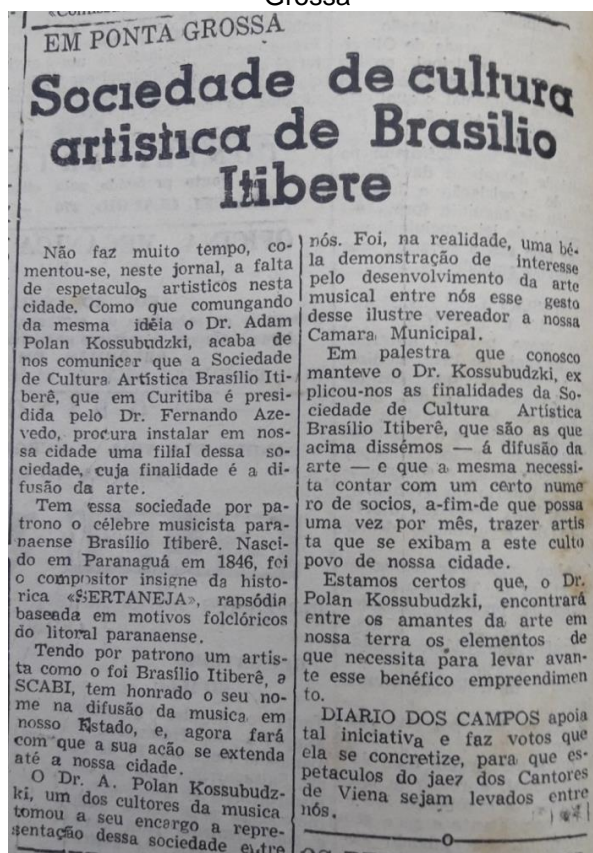 Grossa
EM PONTA GROSSA
Sociedade de cultura
artistica de Brasilio
Itibere
Não faz muito tempo, co-
mentou-se, neste jornal, a falta
de espetaculos artisticos nesta
cidade. Como que comungando
da mesma idéia o Dr. Adam
Polan Kossubudzki, acaba de
nos comunicar que a Sociedade
de Cultura Artística Brasílio Iti-
berê, que em Curitiba é presi-
dida pelo Dr. Fernando Aze-
vedo, procura instalar em nos-
sa cidade uma filial dessa so-
ciedade, cuja finalidade é a di-
fusão da arte.
Tem essa sociedade por pa-
trono o célebre musicista para-
naense Brasílio Itiberê. Nasci-
do em Paranaguá em 1846, foi
o compositor insigne da histo-
rica «SERTANEJA», rapsódia
baseada em motivos folclóricos
do litoral paranaense.
Tendo por patrono um artis-
ta como o foi Brasílio Itiberê, a
SCABI, tem honrado o seu no-
me na difusão da musica em
nosso Estado, e, agora fará
com que a sua acão se extenda
até a nossa cidade.
O Dr. A. Polan Kossubudz-
ki, um dos cultores da musica
tomou a seu encargo a repre-
sentação dessa sociedade entre
nós. Foi, na realidade, uma bé-
la demonstração de interesse
pelo desenvolvimento da arte
musical entre nós esse gesto
desse ilustre vereador a nossa
Camara Municipal.
Em palestra que conosco
manteve o Dr. Kossubudzki, ex
plicou-nos as finalidades da So-
ciedade de Cultura Artística
Brasílio Itiberê, que são as que
acima dissémos — á difusão da
arte — e que a mesma necessi-
ta contar com um certo nume
ro de socios, a-fim-de que possa
uma vez por mês, trazer artis
ta que se exibam a este culto
povo de nossa cidade.
Estamos certos que, o Dr.
Polan Kossubudzki, encontrará
entre os amantes da arte em
nossa terra os elementos de
que necessita para levar avan-
te esse benéfico empreendimen
to.
DIARIO DOS CAMPOS apoia
tal iniciativa e faz votos que
ela se concretize, para que es-
petaculos do jaez dos Cantores
de Viena sejam levados entre
nós.